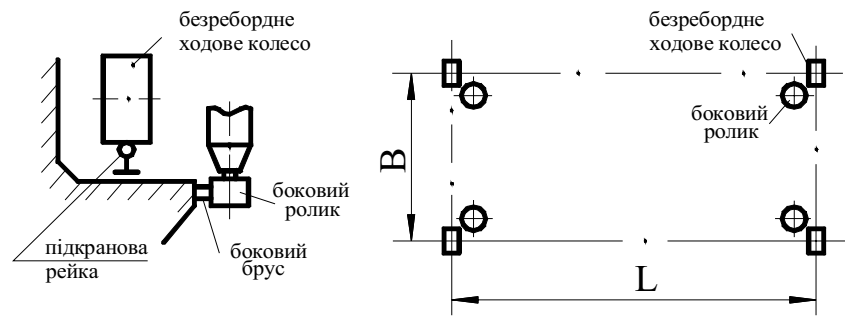 безребордне
ходове колесо
боковий
ролик
боковий
брус
підкранова
рейка
безребордне
ходове колесо
боковий
ролик
B
L